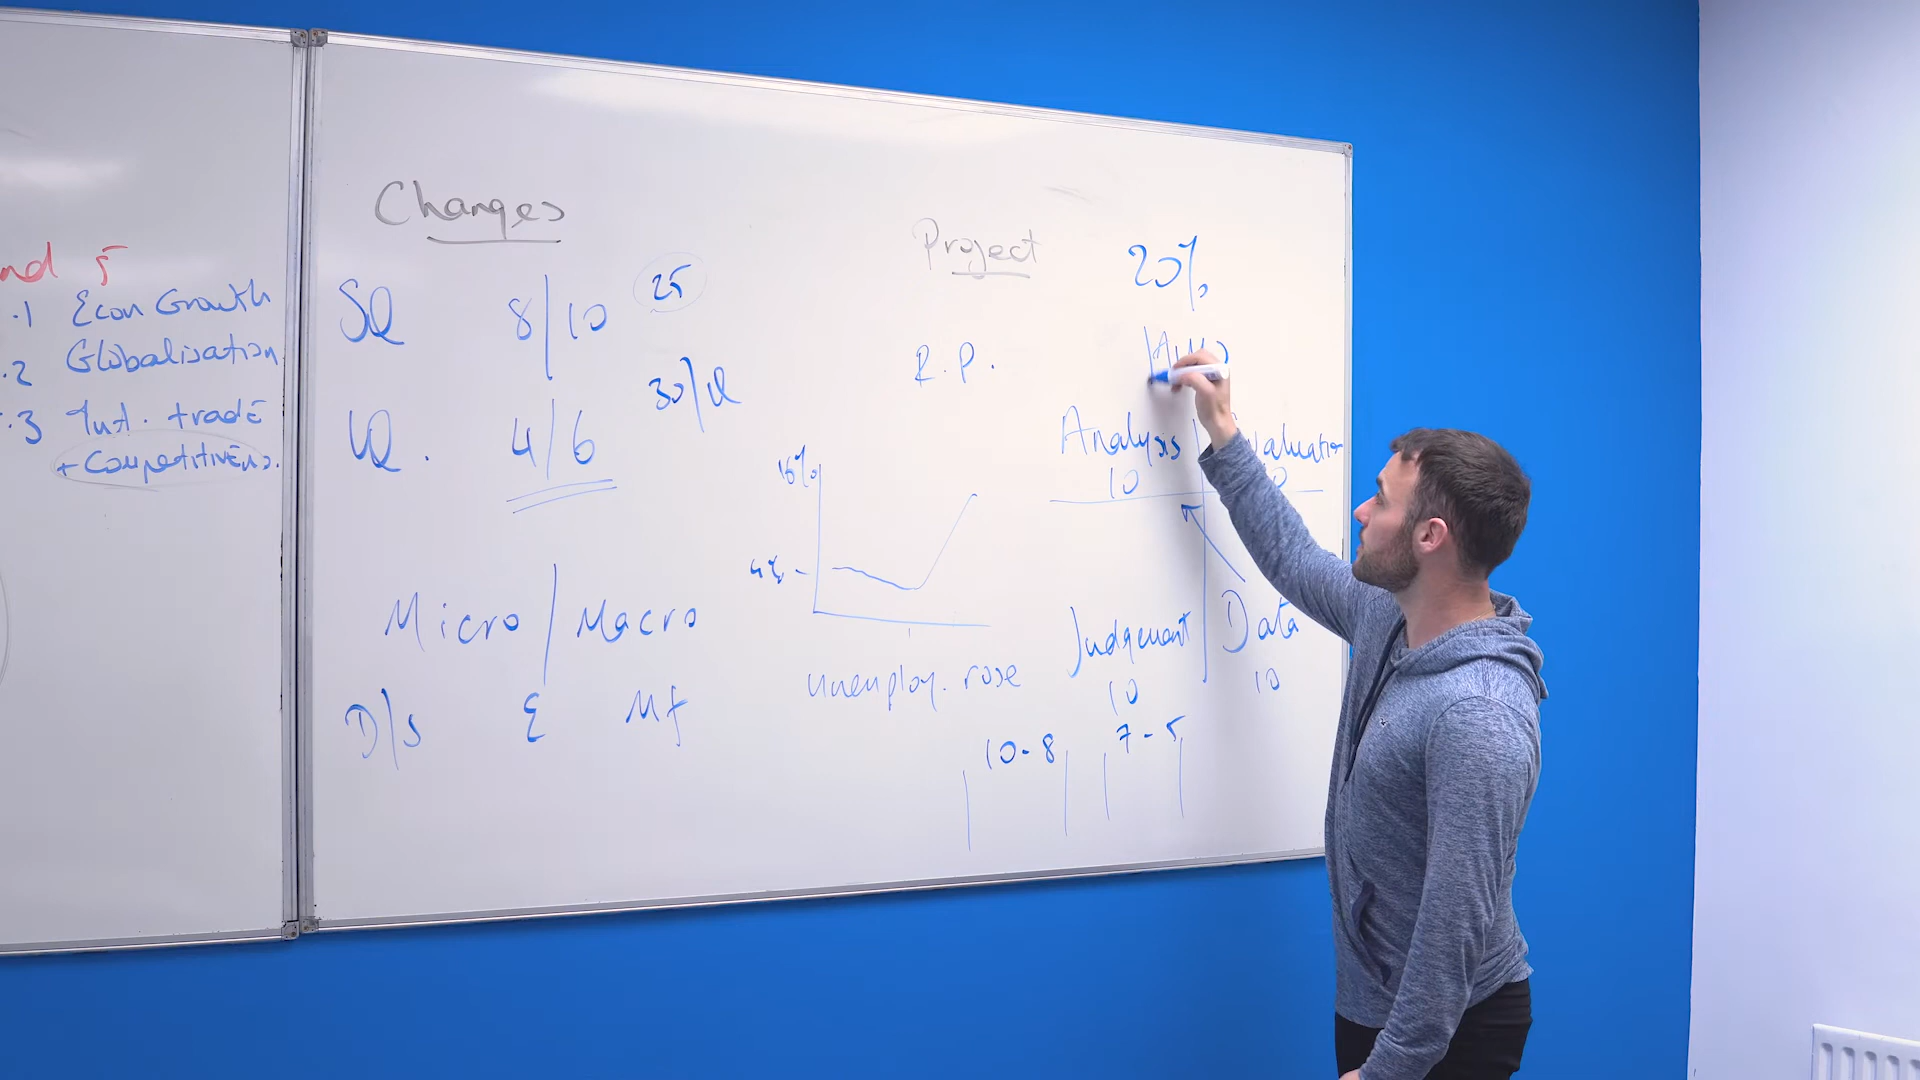 nd 5
.1 Econ Growth
.2 Globalisation
.3 Int. trade
+ Competitiveness.
Changes
SQ 8/10 25
30/Q
LQ. 4/6
Micro / Macro
D/S E Mf
Project 20%
R.P.
15%
4%
Unemploy. rose
Analysis Evaluation
10
Judgement Data
10 10
10-8 7-5